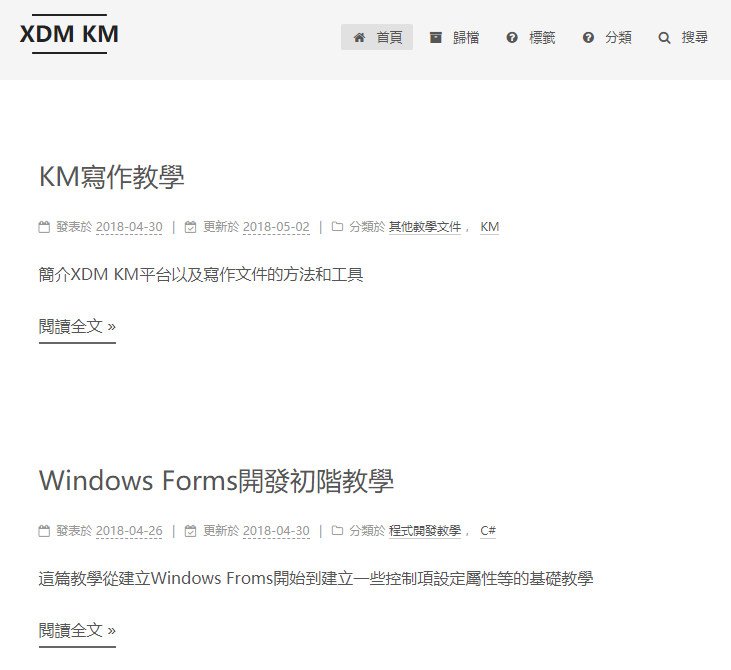 XDM KM
首頁 歸檔 標籤 分類 搜尋
KM寫作教學
發表於 2018-04-30 | 更新於 2018-05-02 | 分類於 其他教學文件 , KM
簡介XDM KM平台以及寫作文件的方法和工具
閱讀全文 »
Windows Forms開發初階教學
發表於 2018-04-26 | 更新於 2018-04-30 | 分類於 程式開發教學 , C#
這篇教學從建立Windows Froms開始到建立一些控制項設定屬性等的基礎教學
閱讀全文 »